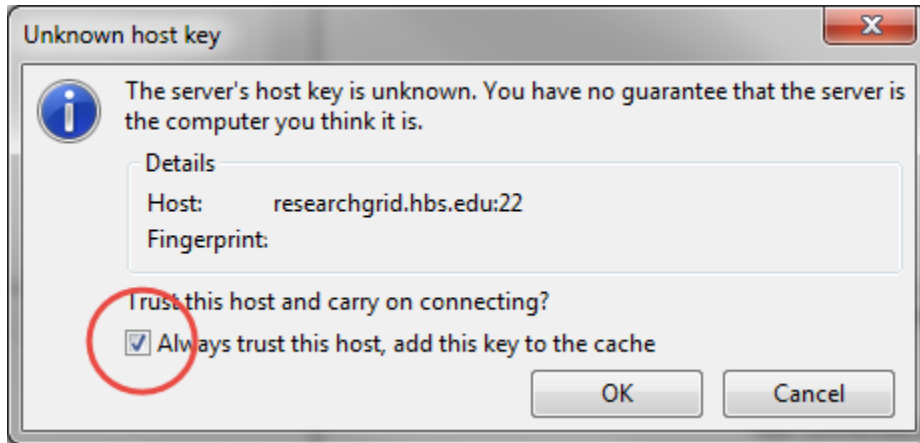 Unknown host key
The server's host key is unknown. You have no guarantee that the server is
the computer you think it is.
Details
Host: researchgrid.hbs.edu:22
Fingerprint:
Trust this host and carry on connecting?
Always trust this host, add this key to the cache
OK Cancel